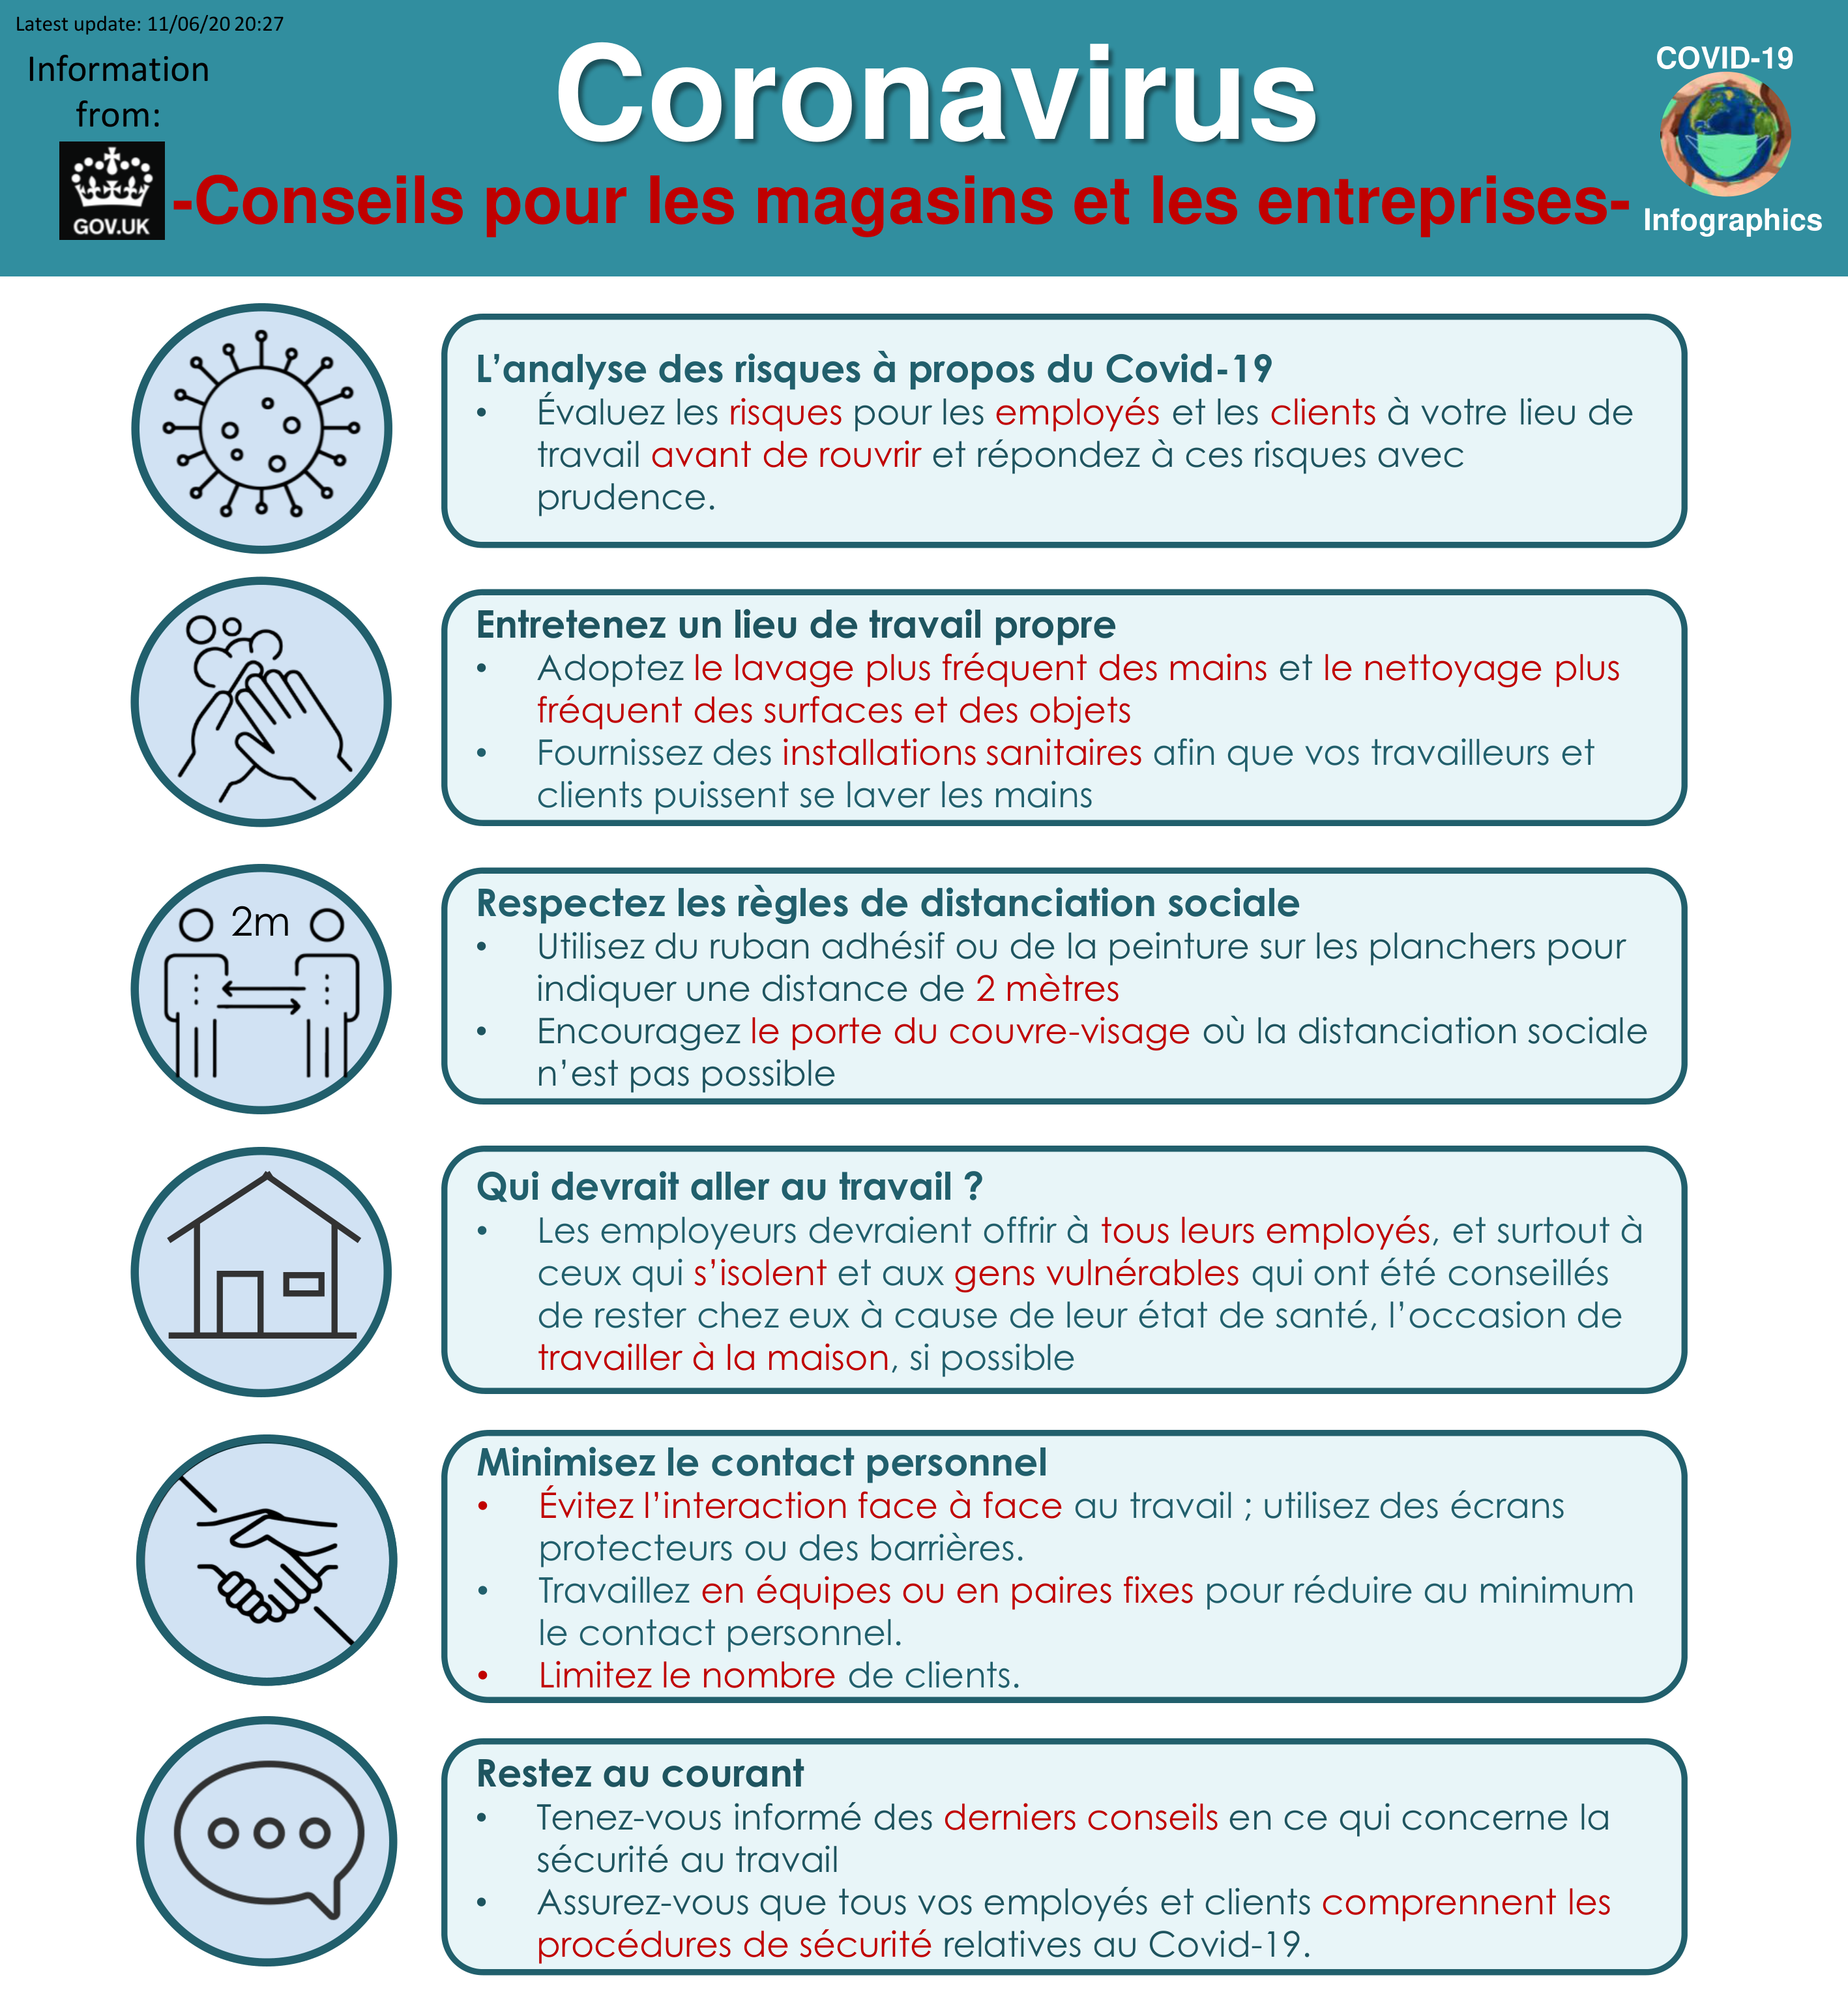 Latest update: 11/06/20 20:27
Information
from:
GOV.UK
Coronavirus
-Conseils pour les magasins et les entreprises-
COVID-19
Infographics
L’analyse des risques à propos du Covid-19
• Évaluez les risques pour les employés et les clients à votre lieu de
travail avant de rouvrir et répondez à ces risques avec
prudence.
Entretenez un lieu de travail propre
• Adoptez le lavage plus fréquent des mains et le nettoyage plus
fréquent des surfaces et des objets
• Fournissez des installations sanitaires afin que vos travailleurs et
clients puissent se laver les mains
2m
Respectez les règles de distanciation sociale
• Utilisez du ruban adhésif ou de la peinture sur les planchers pour
indiquer une distance de 2 mètres
• Encouragez le porte du couvre-visage où la distanciation sociale
n’est pas possible
Qui devrait aller au travail ?
• Les employeurs devraient offrir à tous leurs employés, et surtout à
ceux qui s’isolent et aux gens vulnérables qui ont été conseillés
de rester chez eux à cause de leur état de santé, l’occasion de
travailler à la maison, si possible
Minimisez le contact personnel
• Évitez l’interaction face à face au travail ; utilisez des écrans
protecteurs ou des barrières.
• Travaillez en équipes ou en paires fixes pour réduire au minimum
le contact personnel.
• Limitez le nombre de clients.
Restez au courant
• Tenez-vous informé des derniers conseils en ce qui concerne la
sécurité au travail
• Assurez-vous que tous vos employés et clients comprennent les
procédures de sécurité relatives au Covid-19.